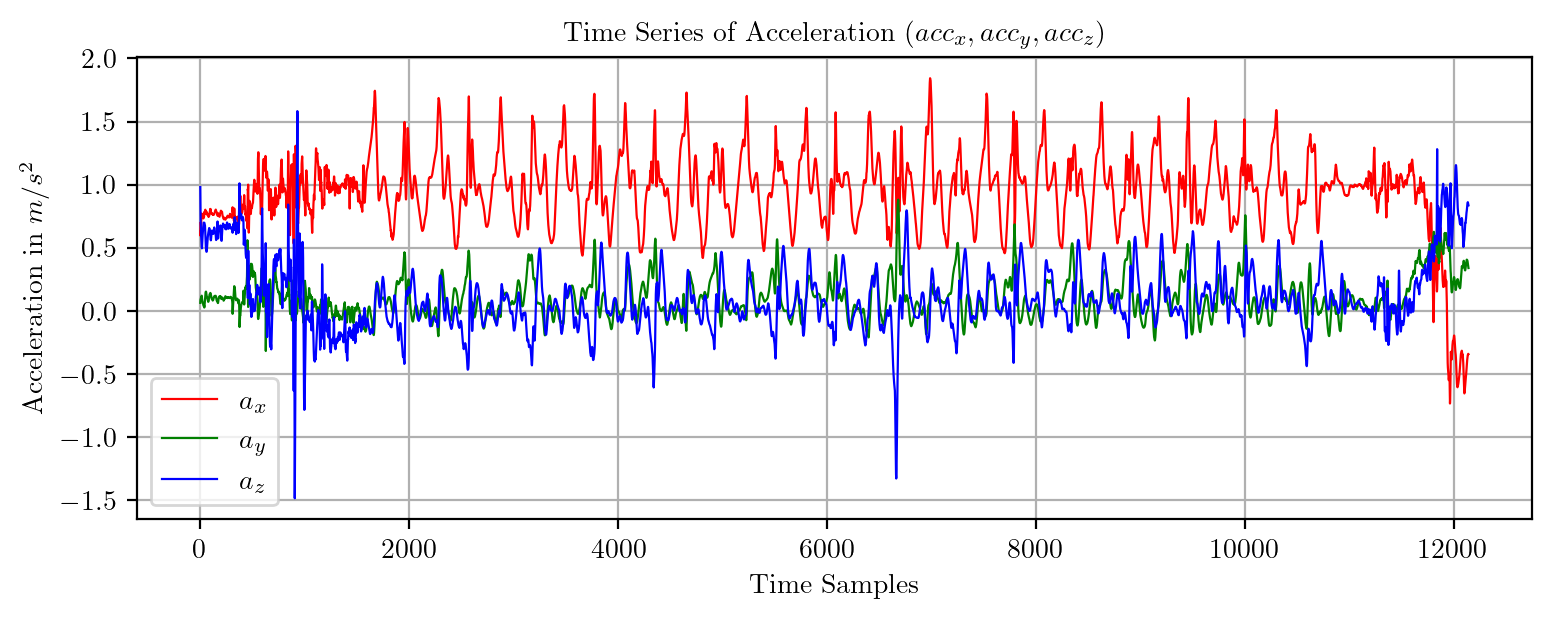 Time Series of Acceleration (acc_x, acc_y, acc_z)
Acceleration in m/s^2
2.0
1.5
1.0
0.5
0.0
−0.5
−1.0
−1.5
a_x
a_y
a_z
0 2000 4000 6000 8000 10000 12000
Time Samples